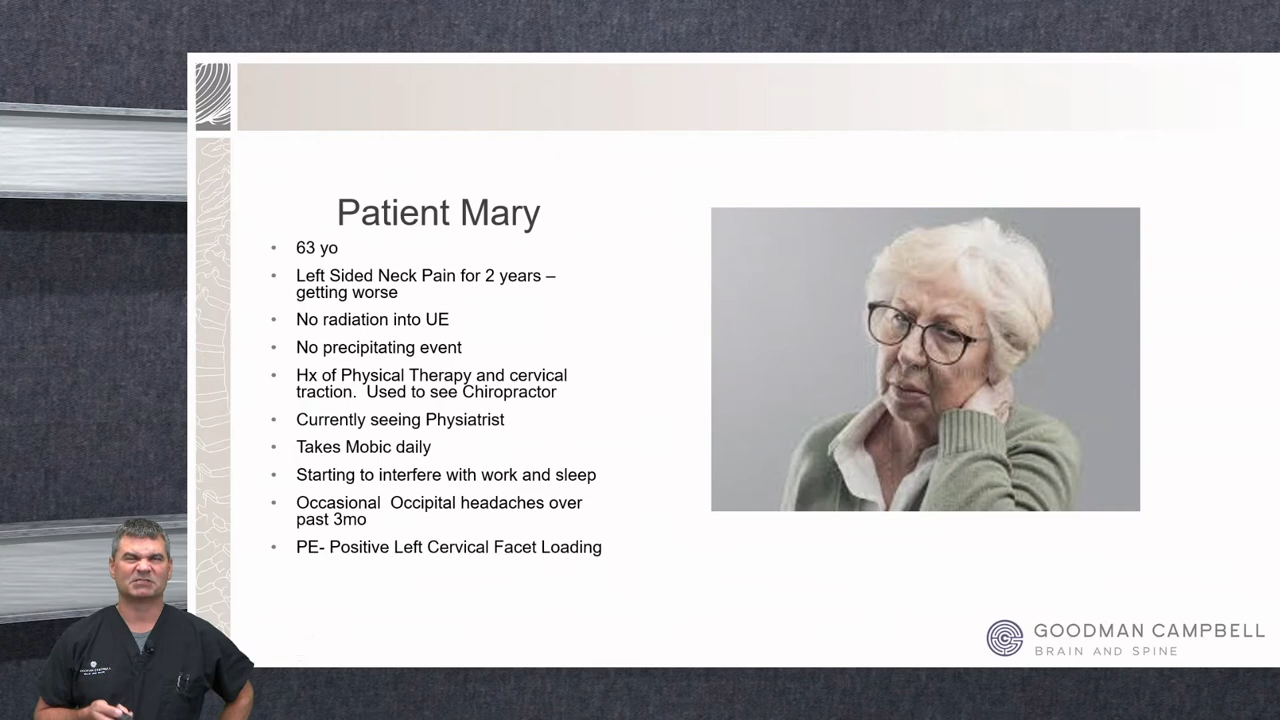 Patient Mary
• 63 yo
• Left Sided Neck Pain for 2 years –
getting worse
• No radiation into UE
• No precipitating event
• Hx of Physical Therapy and cervical
traction.  Used to see Chiropractor
• Currently seeing Physiatrist
• Takes Mobic daily
• Starting to interfere with work and sleep
• Occasional  Occipital headaches over
past 3mo
• PE- Positive Left Cervical Facet Loading
GOODMAN CAMPBELL
BRAIN AND SPINE